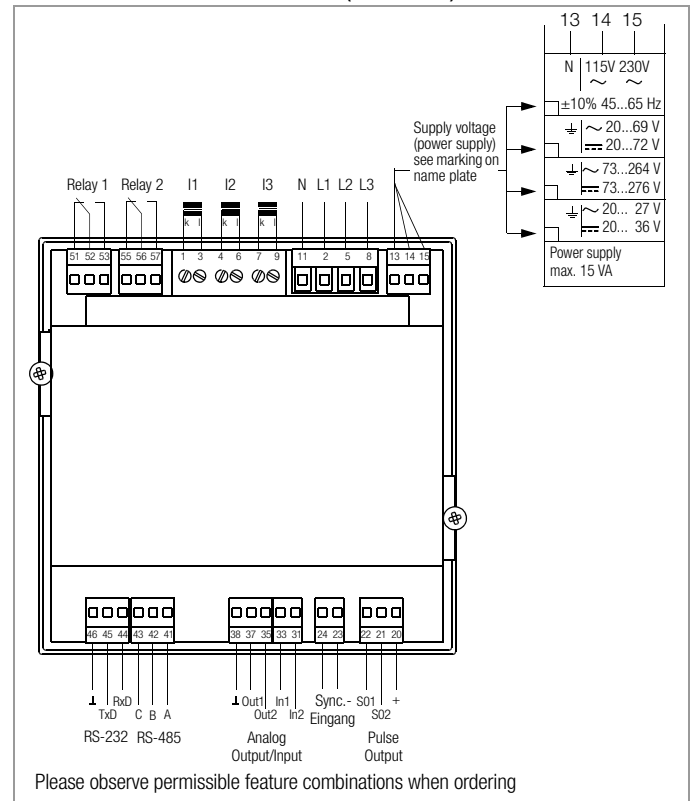 13 14 15
N 115V 230V
~ ~
±10% 45...65 Hz
⏚ ~ 20...69 V
⎓ 20...72 V
⏚ ~ 73...264 V
⎓ 73...276 V
⏚ ~ 20... 27 V
⎓ 20... 36 V
Power supply
max. 15 VA
Supply voltage
(power supply)
see marking on
name plate
Relay 1 Relay 2 I1 I2 I3 N L1 L2 L3
k l k l k l
51 52 53 55 56 57 1 3 4 6 7 9 11 2 5 8 13 14 15
46 45 44 43 42 41 38 37 35 33 31 24 23 22 21 20
⊥ RxD Out1 In1 Sync.- S01 +
TxD C B A Out2 In2 Eingang S02
RS-232 RS-485 Analog Pulse
Output/Input Output
Please observe permissible feature combinations when ordering